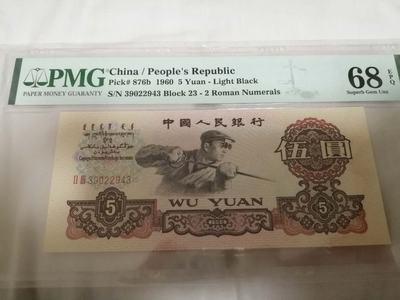 PMG
PAPER MONEY GUARANTY
China / People's Republic
Pick# 876b 1960 5 Yuan - Light Black
S/N 39022943 Block 23 - 2 Roman Numerals
68 EPQ
Superb Gem Unc
中國人民銀行
II III 39022943
伍圓
WU YUAN
5
5